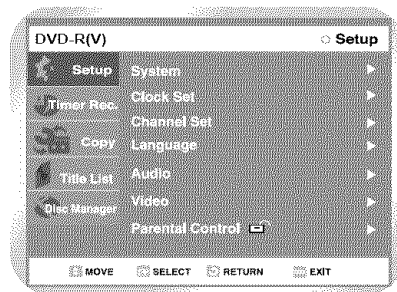 DVD-R(V) Setup
Setup System
Timer Rec. Clock Set
Channel Set
Copy Language
Title List Audio
Disc Manager Video
Parental Control
MOVE SELECT RETURN EXIT